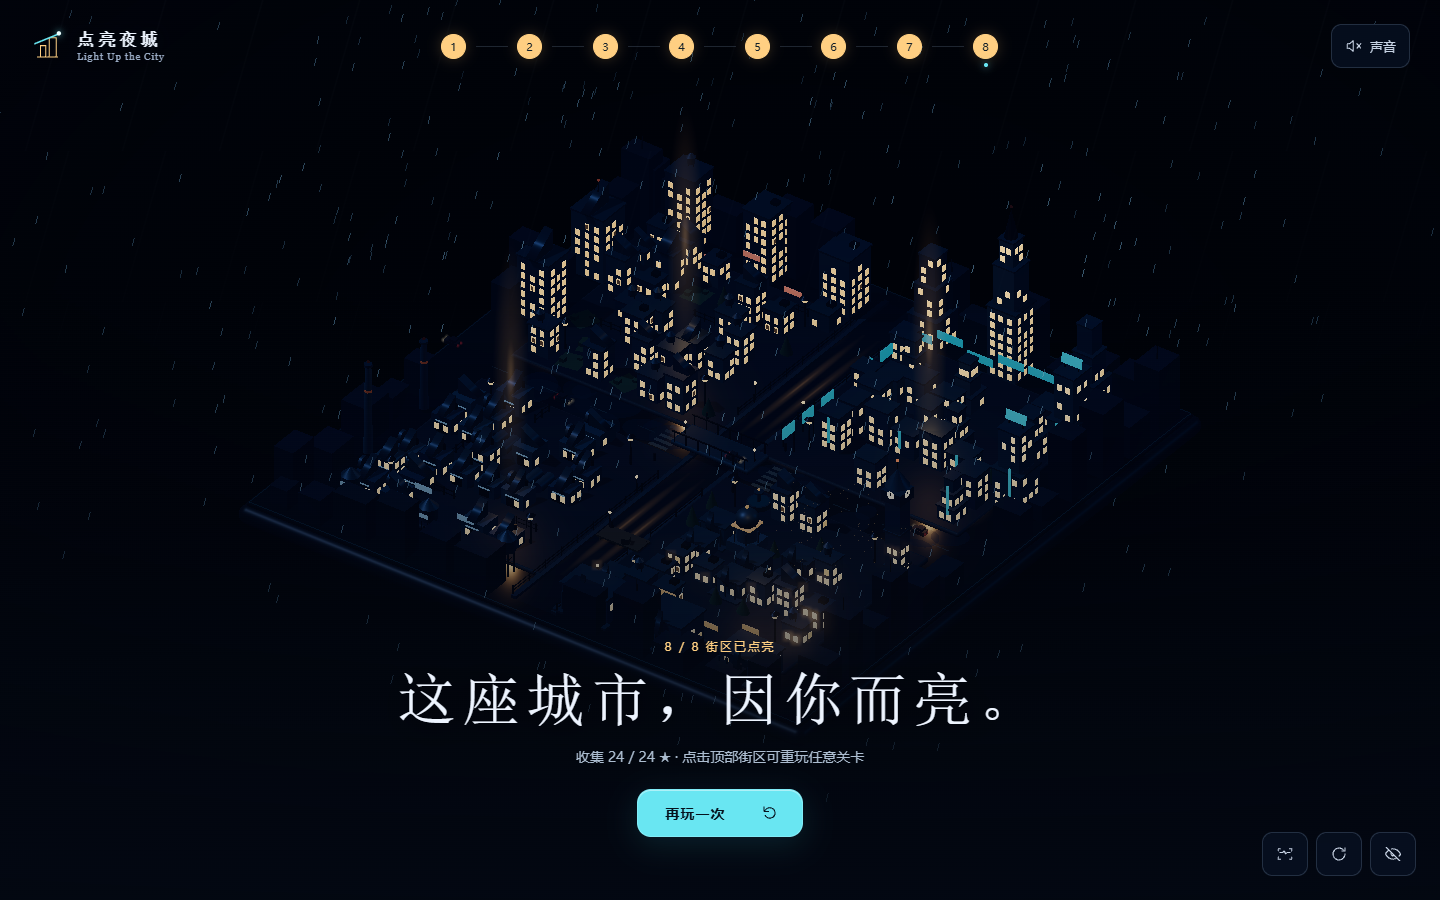 点亮夜城
Light Up the City
1 2 3 4 5 6 7 8
声音
8 / 8 街区已点亮
这座城市，因你而亮。
收集 24 / 24 ★ · 点击顶部街区可重玩任意关卡
再玩一次